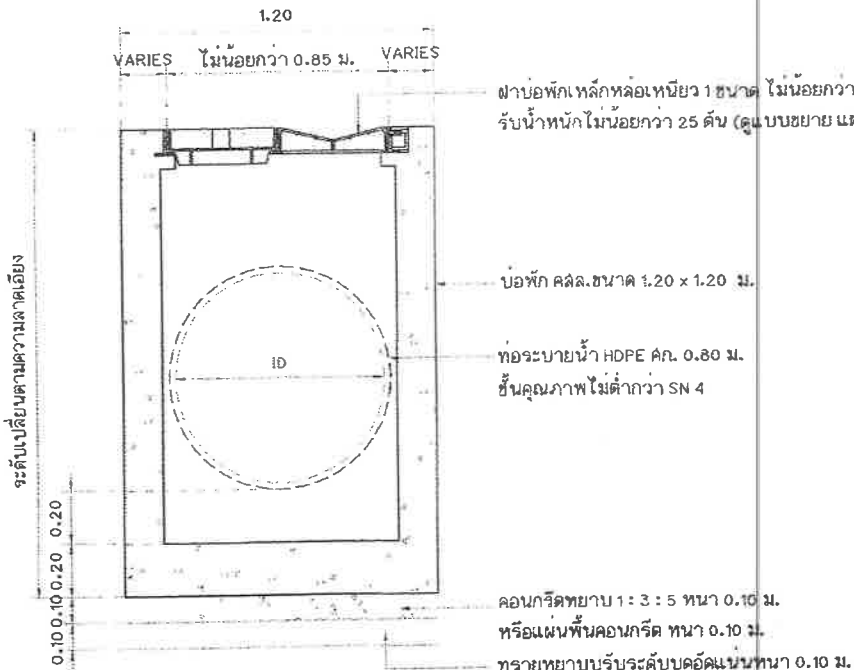 1.20
VARIES ไม่น้อยกว่า 0.85 ม. VARIES
ฝาบ่อพักเหล็กหล่อเหนียว 1 ขนาด ไม่น้อยกว่า
รับน้ำหนักไม่น้อยกว่า 25 ตัน (ดูแบบขยาย
ระดับเปลี่ยนตามความลาดเอียง
บ่อพัก คสล.ขนาด 1.20 x 1.20 ม.
ท่อระบายน้ำ HDPE ศก. 0.80 ม.
ชั้นคุณภาพไม่ต่ำกว่า SN 4
ID
0.20
0.20
0.10
0.10
คอนกรีตหยาบ 1 : 3 : 5 หนา 0.10 ม.
หรือแผ่นพื้นคอนกรีต หนา 0.10 ม.
ทรายหยาบปรับระดับบดอัดแน่นหนา 0.10 ม.